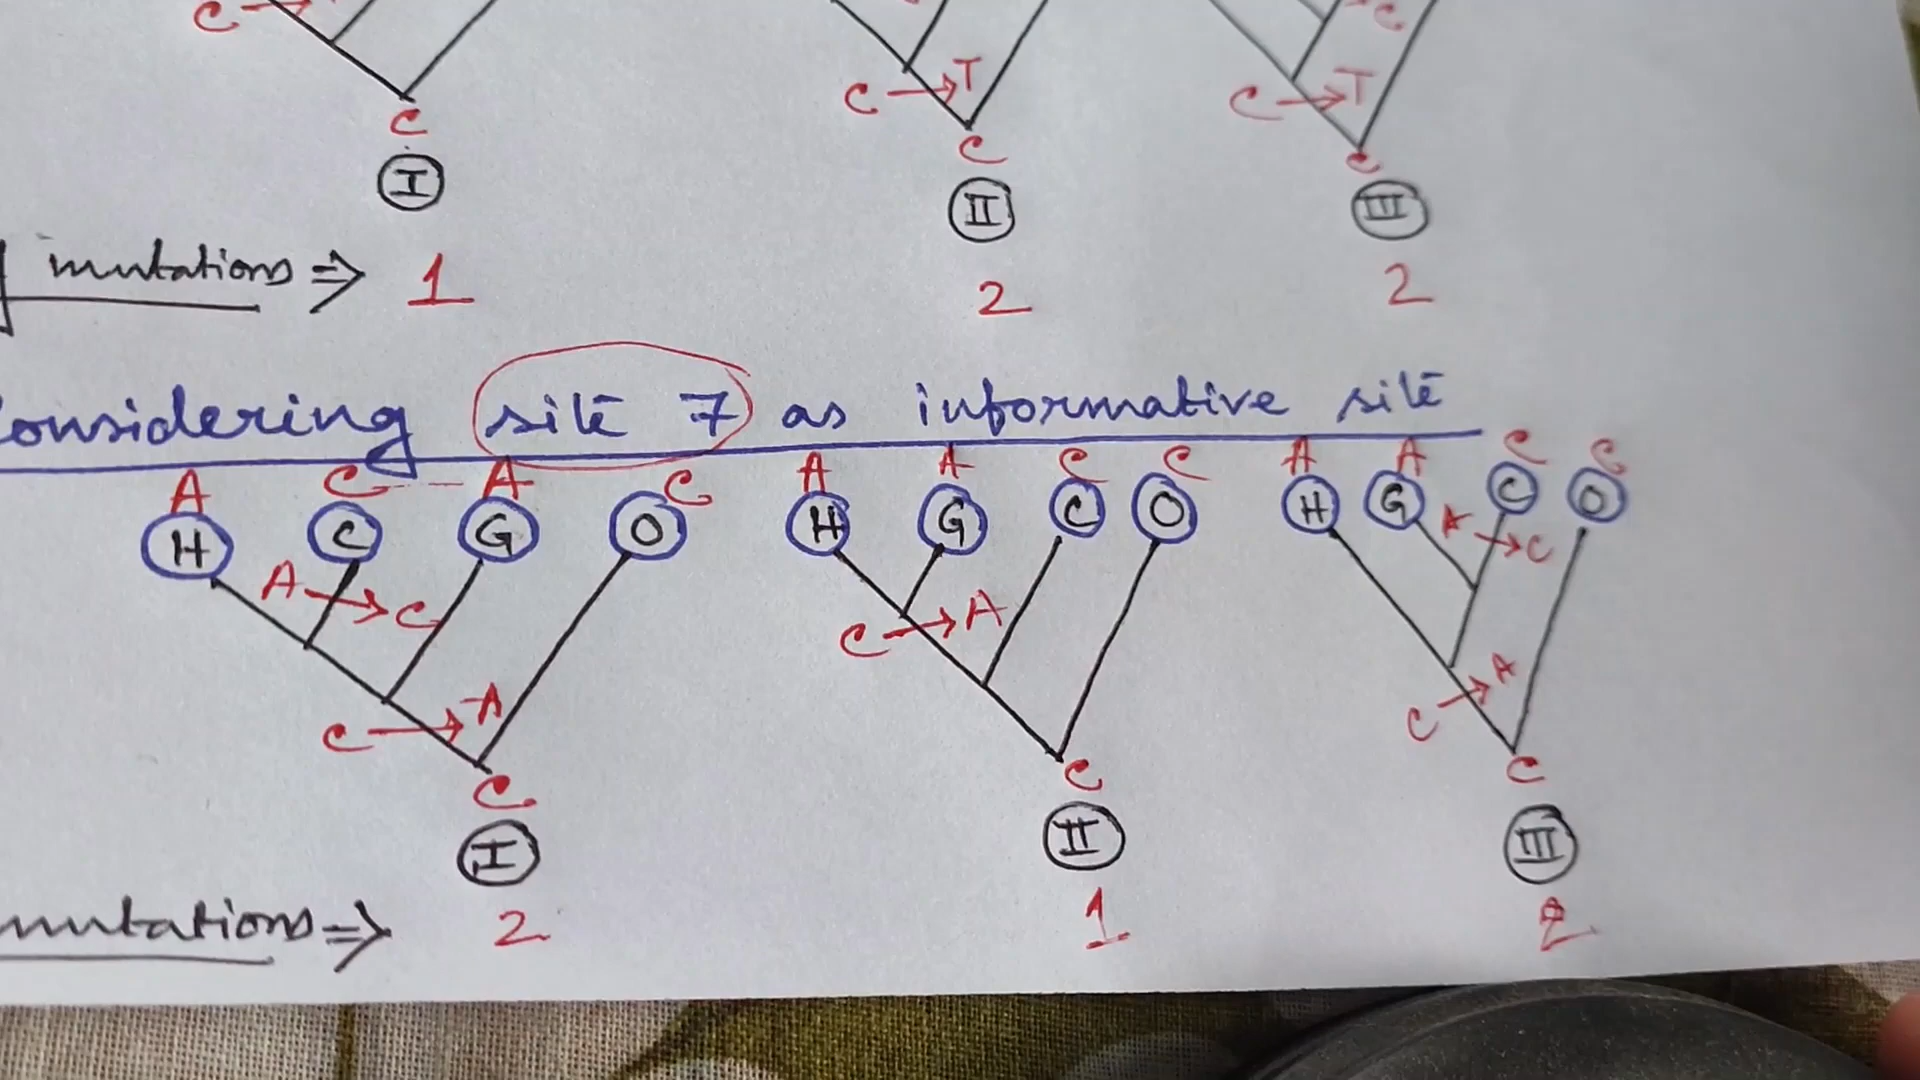 C →
C → T
C → T
C
C
C
I
II
III
mutations ⇒ 1 2 2
Considering site 7 as informative site
A C A C A A C C A A C C
H C G O H G C O H G C O
A → C
C → A
A → C
C → A
C → A
C
C
C
I
II
III
mutations ⇒ 2 1 2